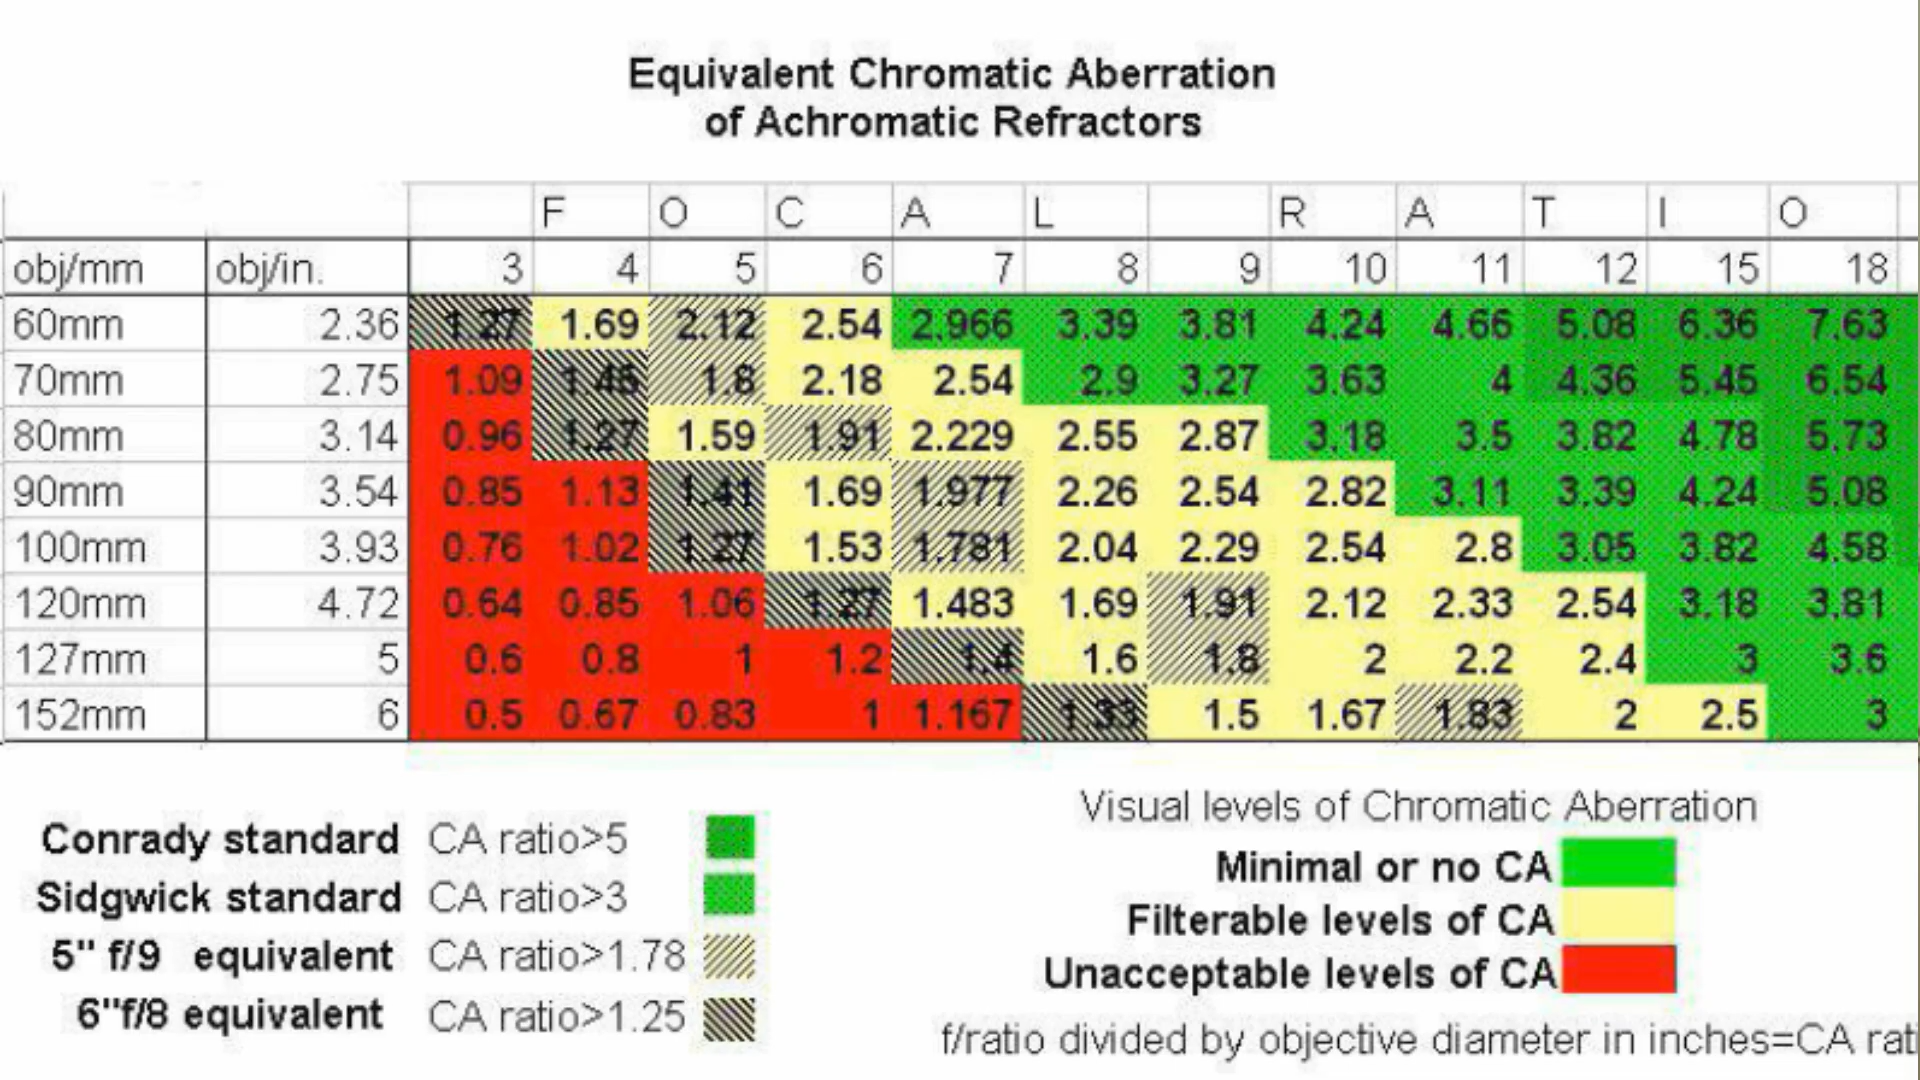 Equivalent Chromatic Aberration
of Achromatic Refractors
F O C A L R A T I O
obj/mm obj/in. 3 4 5 6 7 8 9 10 11 12 15 18
60mm 2.36 1.27 1.69 2.12 2.54 2.966 3.39 3.81 4.24 4.66 5.08 6.36 7.63
70mm 2.75 1.09 1.45 1.8 2.18 2.54 2.9 3.27 3.63 4 4.36 5.45 6.54
80mm 3.14 0.96 1.27 1.59 1.91 2.229 2.55 2.87 3.18 3.5 3.82 4.78 5.73
90mm 3.54 0.85 1.13 1.41 1.69 1.977 2.26 2.54 2.82 3.11 3.39 4.24 5.08
100mm 3.93 0.76 1.02 1.27 1.53 1.781 2.04 2.29 2.54 2.8 3.05 3.82 4.58
120mm 4.72 0.64 0.85 1.06 1.27 1.483 1.69 1.91 2.12 2.33 2.54 3.18 3.81
127mm 5 0.6 0.8 1 1.2 1.4 1.6 1.8 2 2.2 2.4 3 3.6
152mm 6 0.5 0.67 0.83 1 1.167 1.33 1.5 1.67 1.83 2 2.5 3
Conrady standard CA ratio>5
Sidgwick standard CA ratio>3
5" f/9 equivalent CA ratio>1.78
6"f/8 equivalent CA ratio>1.25
Visual levels of Chromatic Aberration
Minimal or no CA
Filterable levels of CA
Unacceptable levels of CA
f/ratio divided by objective diameter in inches=CA rati